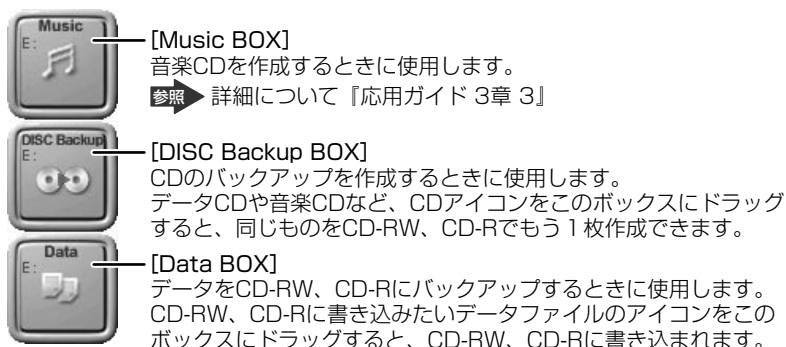 Music
E:
[Music BOX]
音楽CDを作成するときに使用します。
参照 詳細について『応用ガイド 3章 3』
DISC Backup
E:
[DISC Backup BOX]
CDのバックアップを作成するときに使用します。
データCDや音楽CDなど、CDアイコンをこのボックスにドラッグ
すると、同じものをCD-RW、CD-Rでもう１枚作成できます。
Data
E:
[Data BOX]
データをCD-RW、CD-Rにバックアップするときに使用します。
CD-RW、CD-Rに書き込みたいデータファイルのアイコンをこの
ボックスにドラッグすると、CD-RW、CD-Rに書き込まれます。